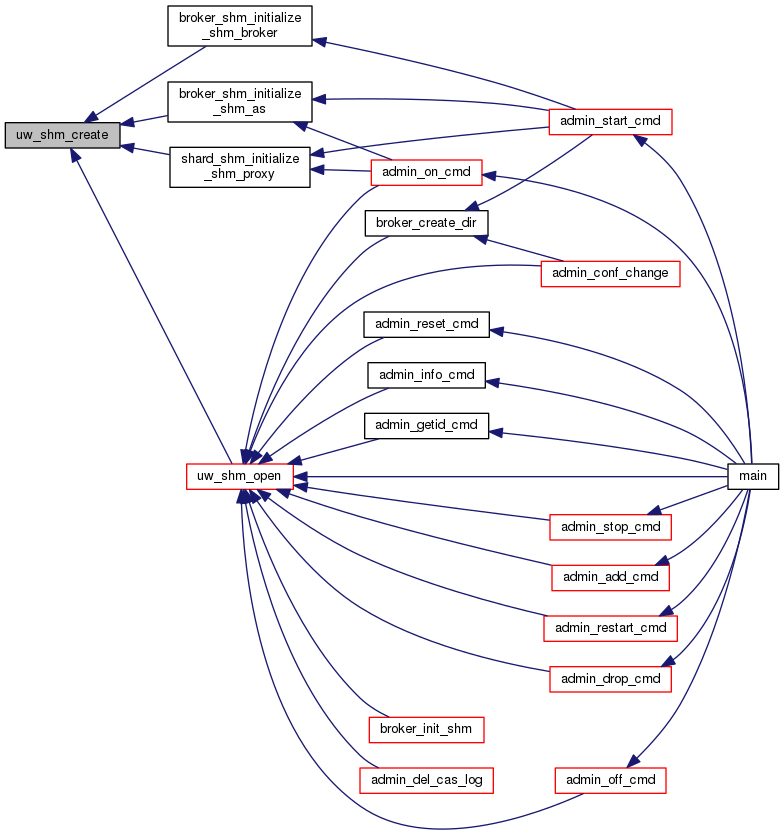 broker_shm_initialize
_shm_broker
broker_shm_initialize
_shm_as
uw_shm_create
admin_start_cmd
shard_shm_initialize
_shm_proxy
admin_on_cmd
broker_create_dir
admin_conf_change
admin_reset_cmd
admin_info_cmd
admin_getid_cmd
uw_shm_open
main
admin_stop_cmd
admin_add_cmd
admin_restart_cmd
admin_drop_cmd
broker_init_shm
admin_del_cas_log
admin_off_cmd